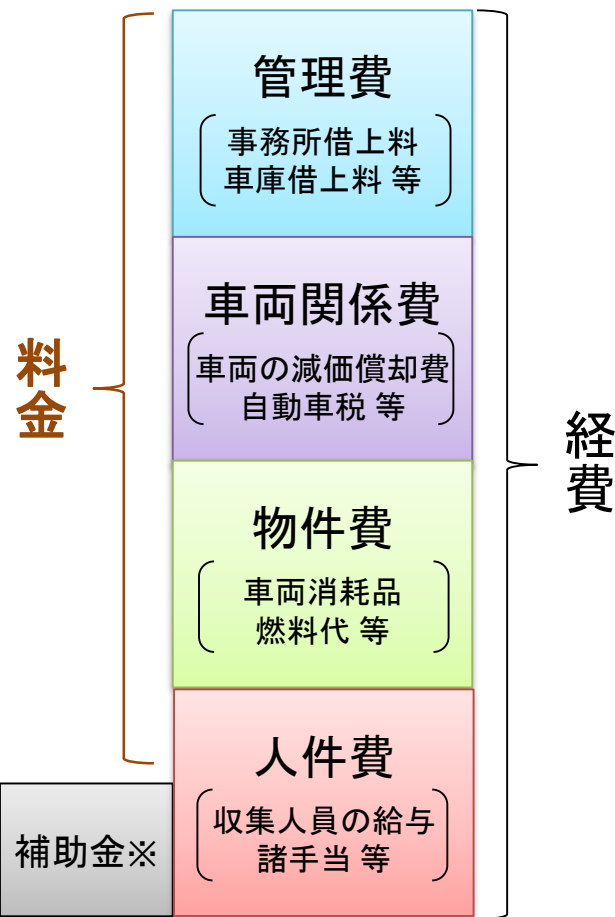 管理費
事務所借上料
車庫借上料 等
車両関係費
車両の減価償却費
自動車税 等
料金
経費
物件費
車両消耗品
燃料代 等
人件費
収集人員の給与
諸手当 等
補助金※